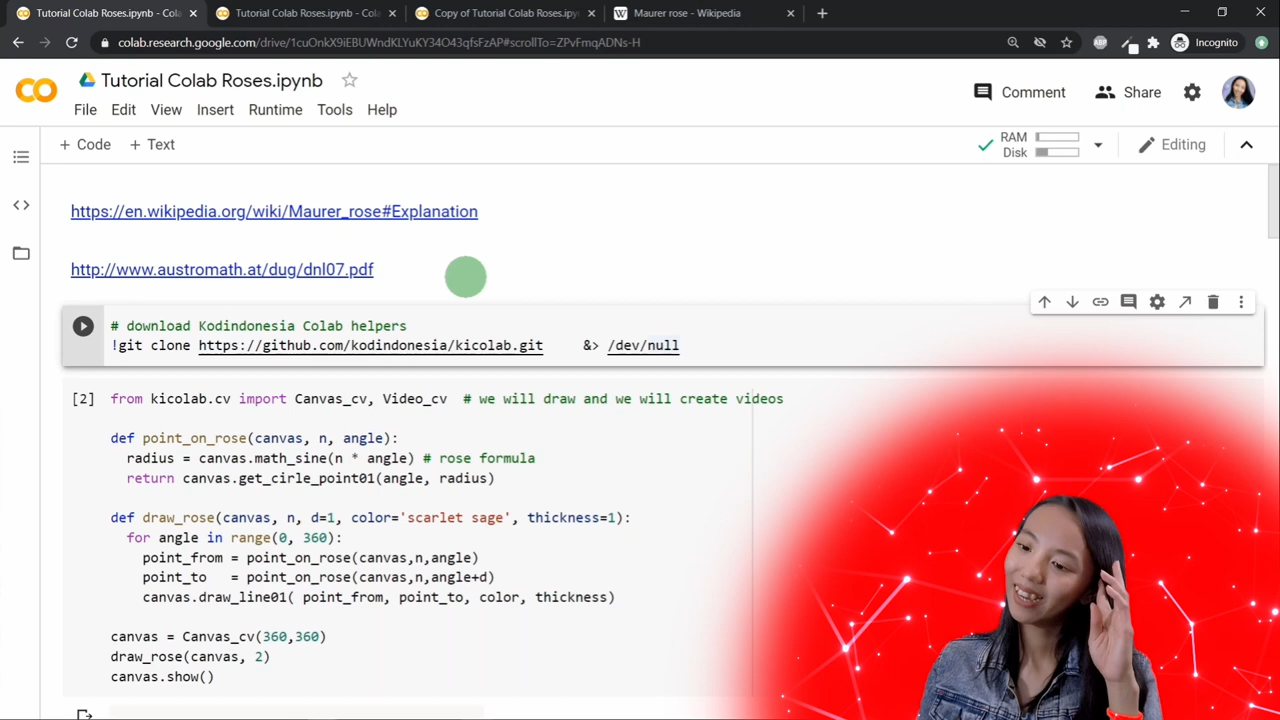 Tutorial Colab Roses.ipynb - Cola
Tutorial Colab Roses.ipynb - Cola
Copy of Tutorial Colab Roses.ipyn
Maurer rose - Wikipedia
colab.research.google.com/drive/1cuOnkX9iEBUWndKLYuKY34O43qfsFzAP#scrollTo=ZPvFmqADNs-H
ABP
Incognito
Tutorial Colab Roses.ipynb
Comment
Share
File Edit View Insert Runtime Tools Help
+ Code + Text
RAM
Disk
Editing
https://en.wikipedia.org/wiki/Maurer_rose#Explanation
http://www.austromath.at/dug/dnl07.pdf
# download Kodindonesia Colab helpers
!git clone https://github.com/kodindonesia/kicolab.git &> /dev/null
[2] from kicolab.cv import Canvas_cv, Video_cv # we will draw and we will create videos
def point_on_rose(canvas, n, angle):
radius = canvas.math_sine(n * angle) # rose formula
return canvas.get_cirle_point01(angle, radius)
def draw_rose(canvas, n, d=1, color='scarlet sage', thickness=1):
for angle in range(0, 360):
point_from = point_on_rose(canvas,n,angle)
point_to = point_on_rose(canvas,n,angle+d)
canvas.draw_line01( point_from, point_to, color, thickness)
canvas = Canvas_cv(360,360)
draw_rose(canvas, 2)
canvas.show()